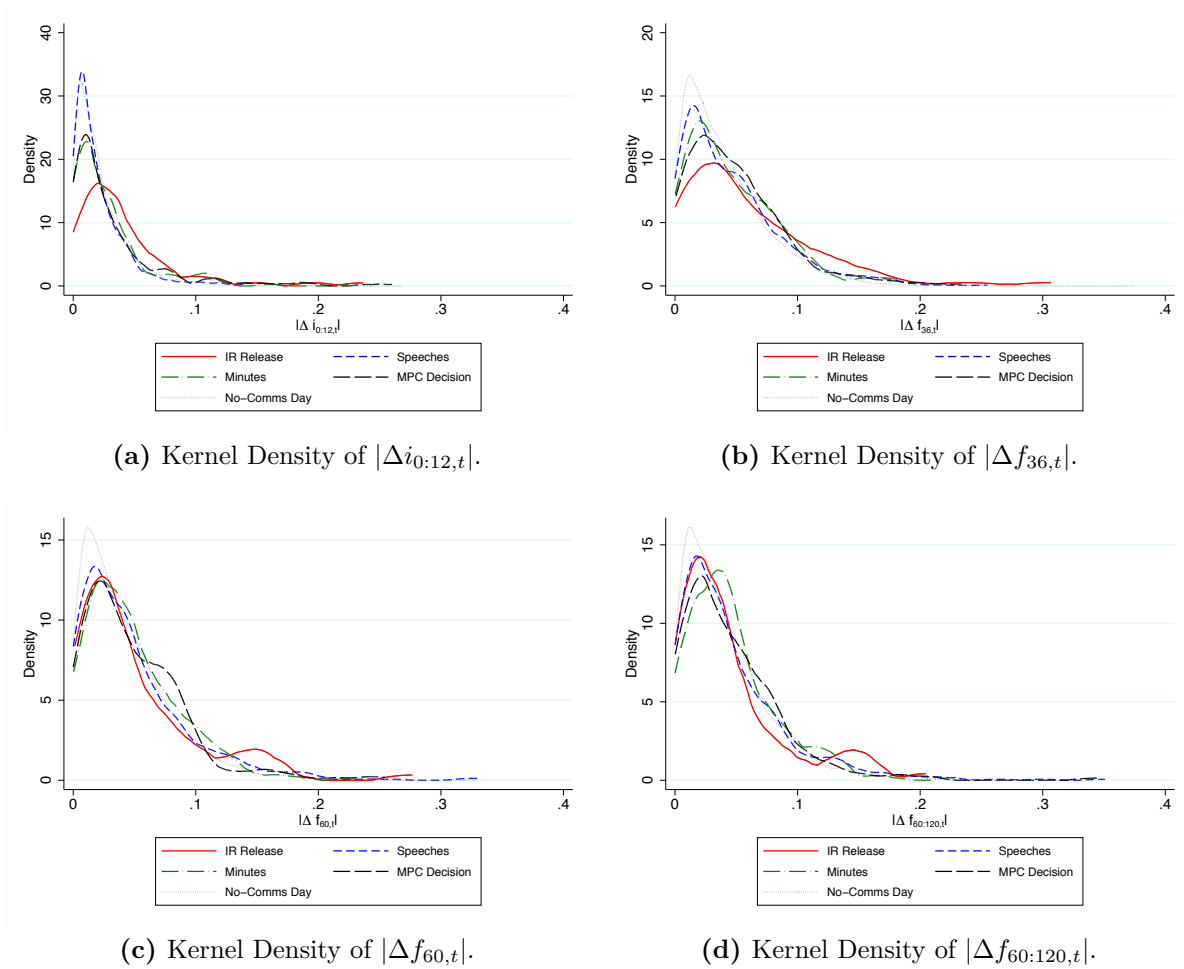 40
30
20
10
0
Density
0 .1 .2 .3 .4
|Δ i0:12,t|
IR Release Speeches
Minutes MPC Decision
No−Comms Day
(a) Kernel Density of |Δi0:12,t|.
20
15
10
5
0
Density
0 .1 .2 .3 .4
|Δ f36,t|
IR Release Speeches
Minutes MPC Decision
No−Comms Day
(b) Kernel Density of |Δf36,t|.
15
10
5
0
Density
0 .1 .2 .3 .4
|Δ f60,t|
IR Release Speeches
Minutes MPC Decision
No−Comms Day
(c) Kernel Density of |Δf60,t|.
15
10
5
0
Density
0 .1 .2 .3 .4
|Δ f60:120,t|
IR Release Speeches
Minutes MPC Decision
No−Comms Day
(d) Kernel Density of |Δf60:120,t|.